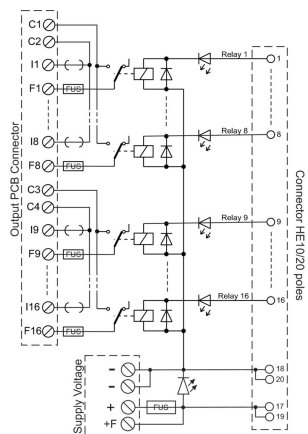 C1
C2
I1
F1
FUS
I8
F8
FUS
C3
C4
I9
F9
FUS
I16
F16
FUS
Output PCB Connector
Relay 1
1
Relay 8
8
Relay 9
9
Relay 16
16
Connector HE10/20 poles
Supply Voltage
-
-
+
+F
FUS
18
20
17
19